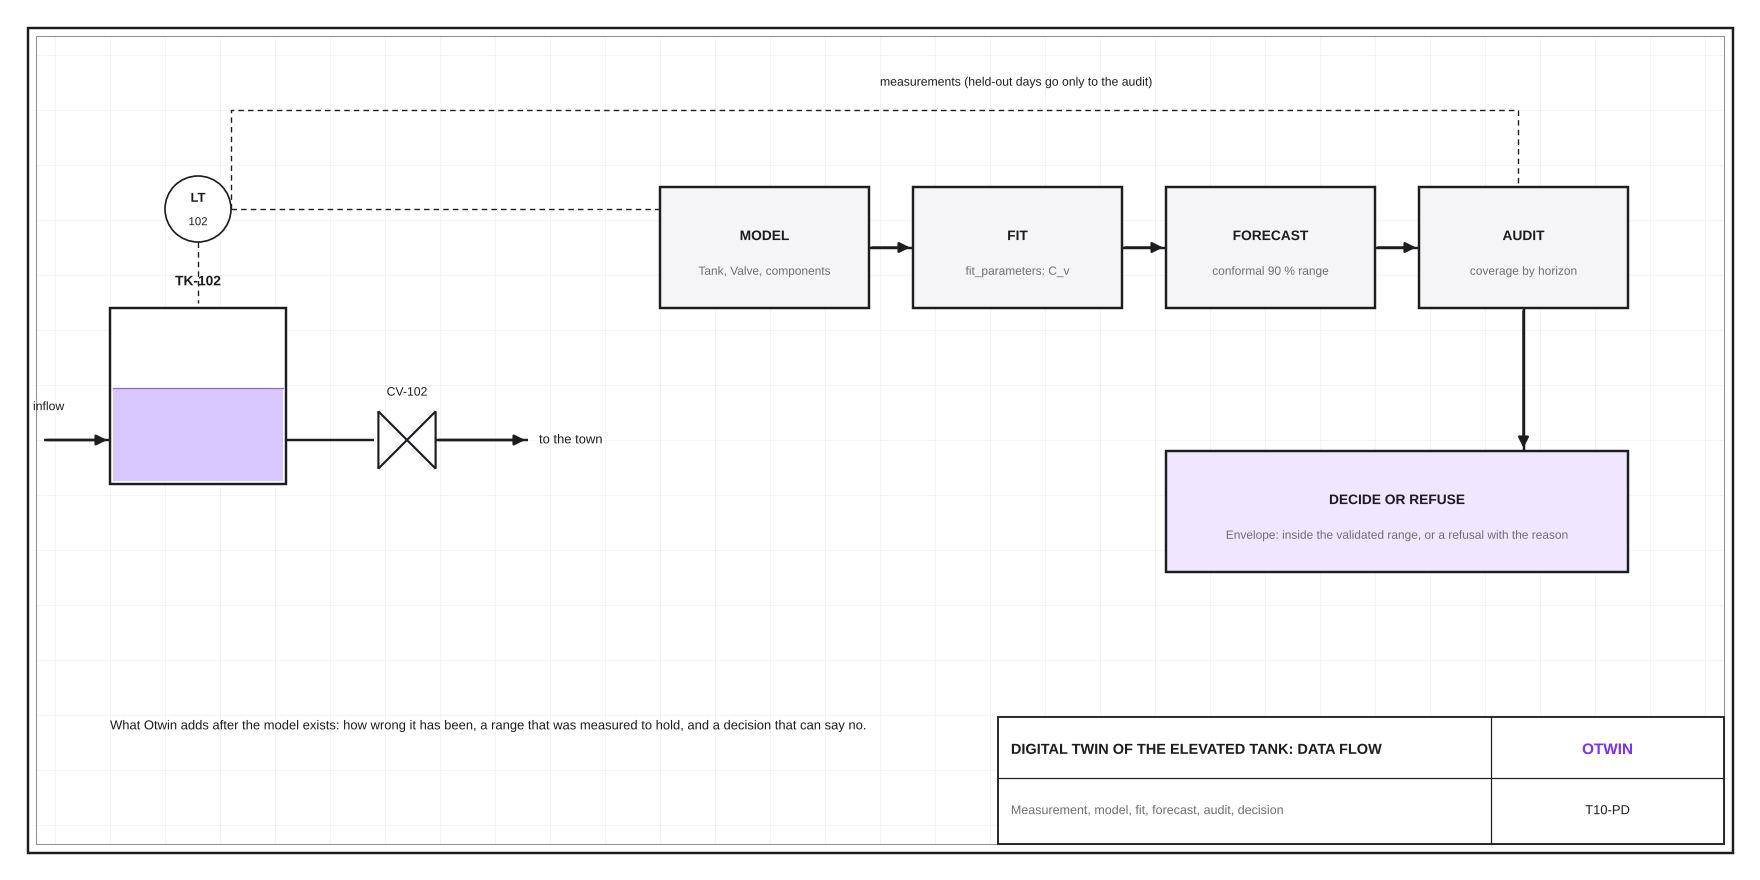 measurements (held-out days go only to the audit)
LT
102
TK-102
MODEL
Tank, Valve, components
FIT
fit_parameters: C_v
FORECAST
conformal 90 % range
AUDIT
coverage by horizon
inflow
CV-102
to the town
DECIDE OR REFUSE
Envelope: inside the validated range, or a refusal with the reason
What Otwin adds after the model exists: how wrong it has been, a range that was measured to hold, and a decision that can say no.
DIGITAL TWIN OF THE ELEVATED TANK: DATA FLOW
OTWIN
Measurement, model, fit, forecast, audit, decision
T10-PD